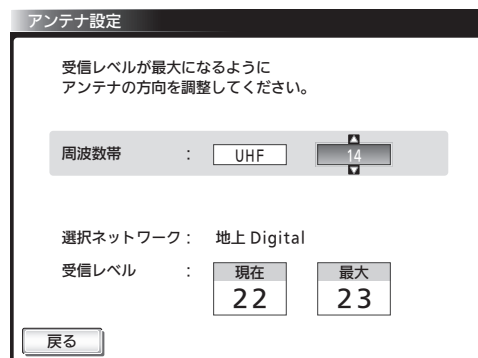 アンテナ設定
受信レベルが最大になるように
アンテナの方向を調整してください。
周波数帯 : UHF 14
選択ネットワーク : 地上 Digital
受信レベル : 現在 最大
22 23
戻る